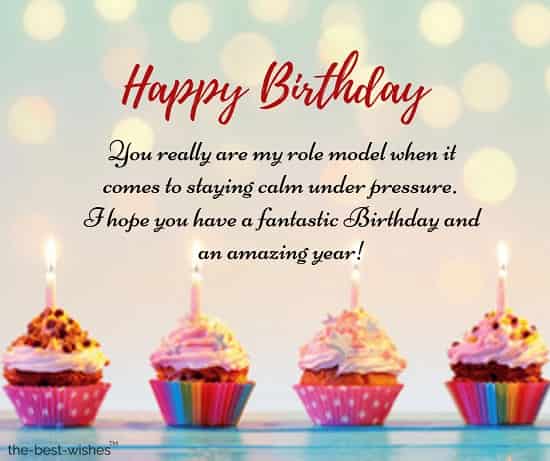 Happy Birthday
You really are my role model when it
comes to staying calm under pressure.
I hope you have a fantastic Birthday and
an amazing year!
the-best-wishes™